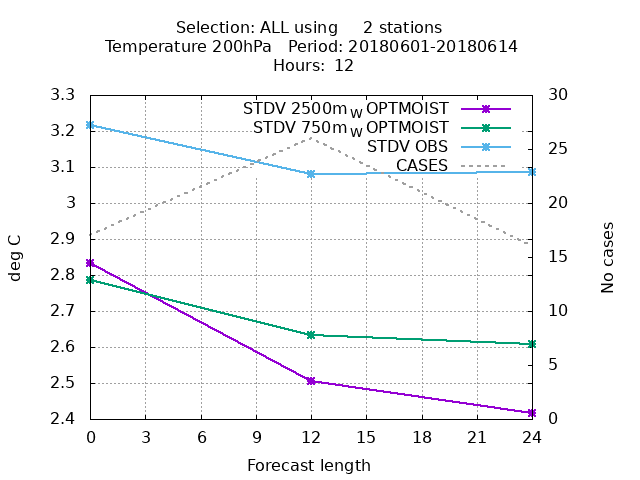 Selection: ALL using     2 stations
Temperature 200hPa   Period: 20180601-20180614
Hours: 12
STDV 2500m_W OPTMOIST
STDV 750m_W OPTMOIST
STDV OBS
CASES
3.3
3.2
3.1
3
2.9
2.8
2.7
2.6
2.5
2.4
deg C
30
25
20
15
10
5
0
No cases
0 3 6 9 12 15 18 21 24
Forecast length